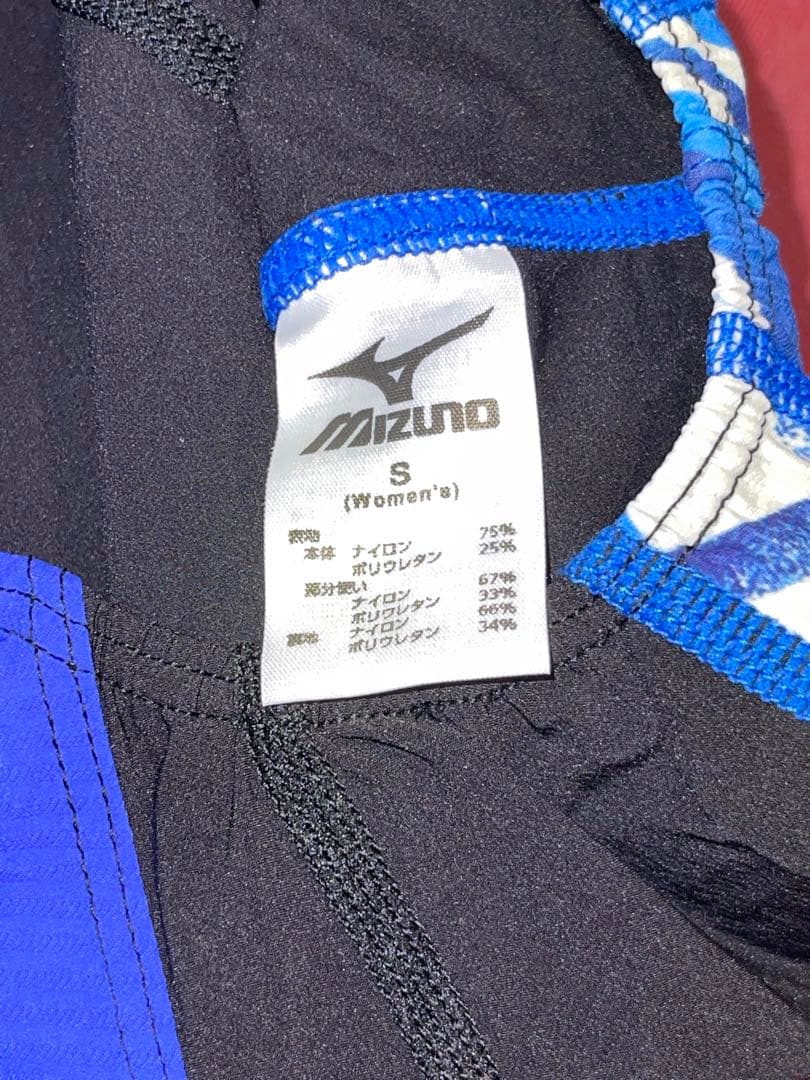 MIZUNO
S
(Women's)
表地 75%
本体 ナイロン 25%
ポリウレタン
部分使い 67%
ナイロン 33%
ポリウレタン 66%
裏地 ナイロン 34%
ポリウレタン